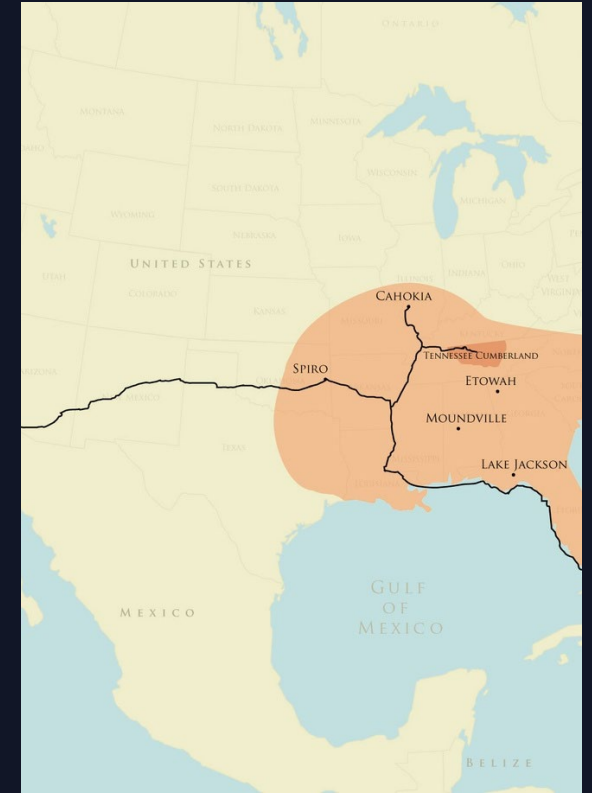 ONTARIO
MONTANA
NORTH DAKOTA
MINNESOTA
WISCONSIN
SOUTH DAKOTA
MICHIGAN
WYOMING
NEBRASKA
IOWA
UNITED STATES
OHIO
INDIANA
ILLINOIS
UTAH
COLORADO
WEST
KANSAS
CAHOKIA
TENNESSEE CUMBERLAND
SPIRO
ETOWAH
MOUNDVILLE
TEXAS
LAKE JACKSON
GULF
OF
MEXICO
MEXICO
BELIZE